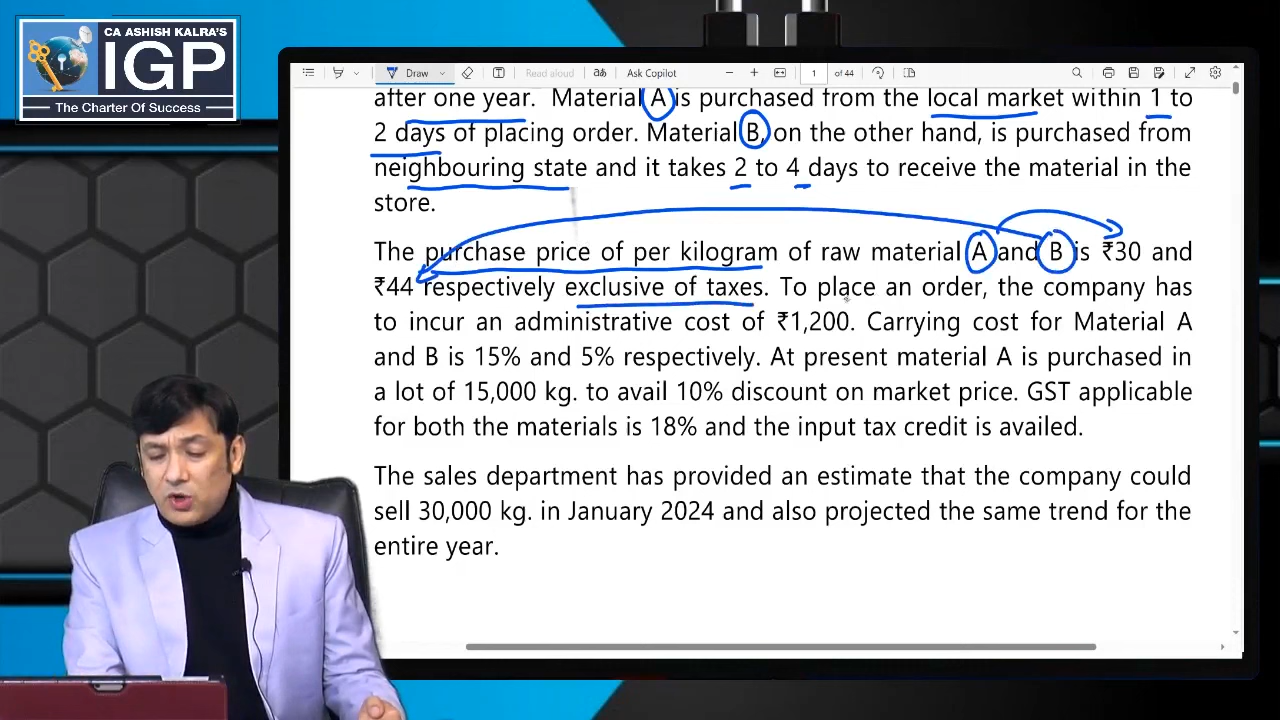 CA ASHISH KALRA'S
IGP
The Charter Of Success
Draw
Read aloud
Ask Copilot
1
of 44
after one year. Material A is purchased from the local market within 1 to
2 days of placing order. Material B, on the other hand, is purchased from
neighbouring state and it takes 2 to 4 days to receive the material in the
store.
The purchase price of per kilogram of raw material A and B is ₹30 and
₹44 respectively exclusive of taxes. To place an order, the company has
to incur an administrative cost of ₹1,200. Carrying cost for Material A
and B is 15% and 5% respectively. At present material A is purchased in
a lot of 15,000 kg. to avail 10% discount on market price. GST applicable
for both the materials is 18% and the input tax credit is availed.
The sales department has provided an estimate that the company could
sell 30,000 kg. in January 2024 and also projected the same trend for the
entire year.